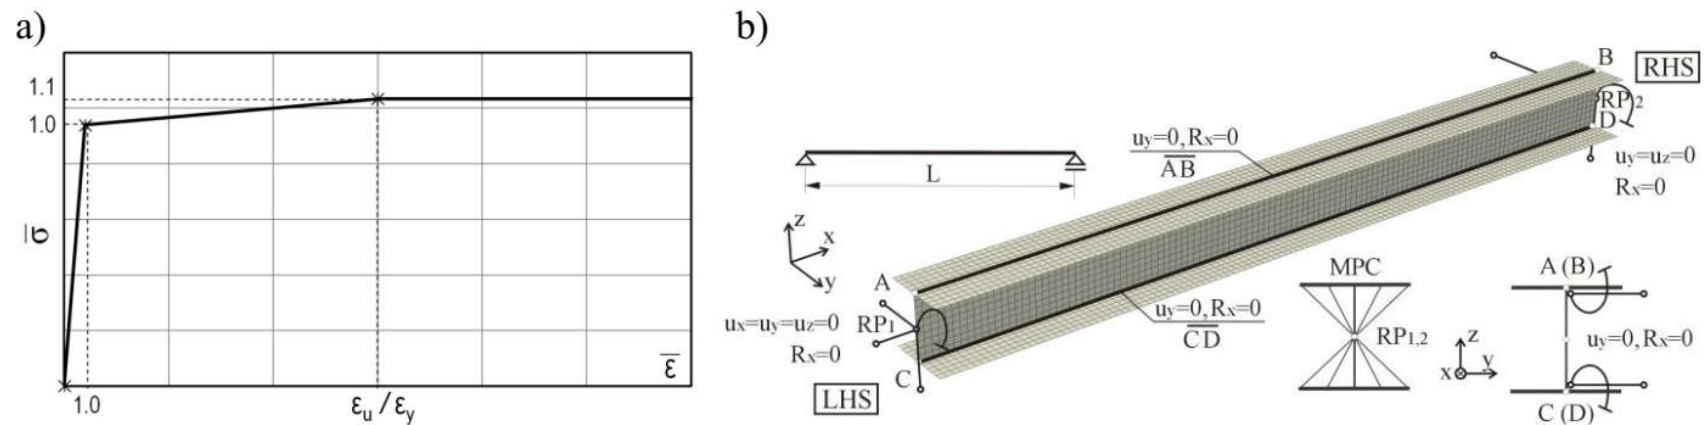 a)
1.1
1.0
σ̅
ε̅
1.0
εu / εy
b)
B
RHS
RP2
D
uy=0, Rx=0
AB
L
uy=uz=0
Rx=0
z
x
y
A
MPC
A (B)
ux=uy=uz=0
RP1
Rx=0
uy=0, Rx=0
CD
RP1,2
z
y
x
uy=0, Rx=0
C
LHS
C (D)